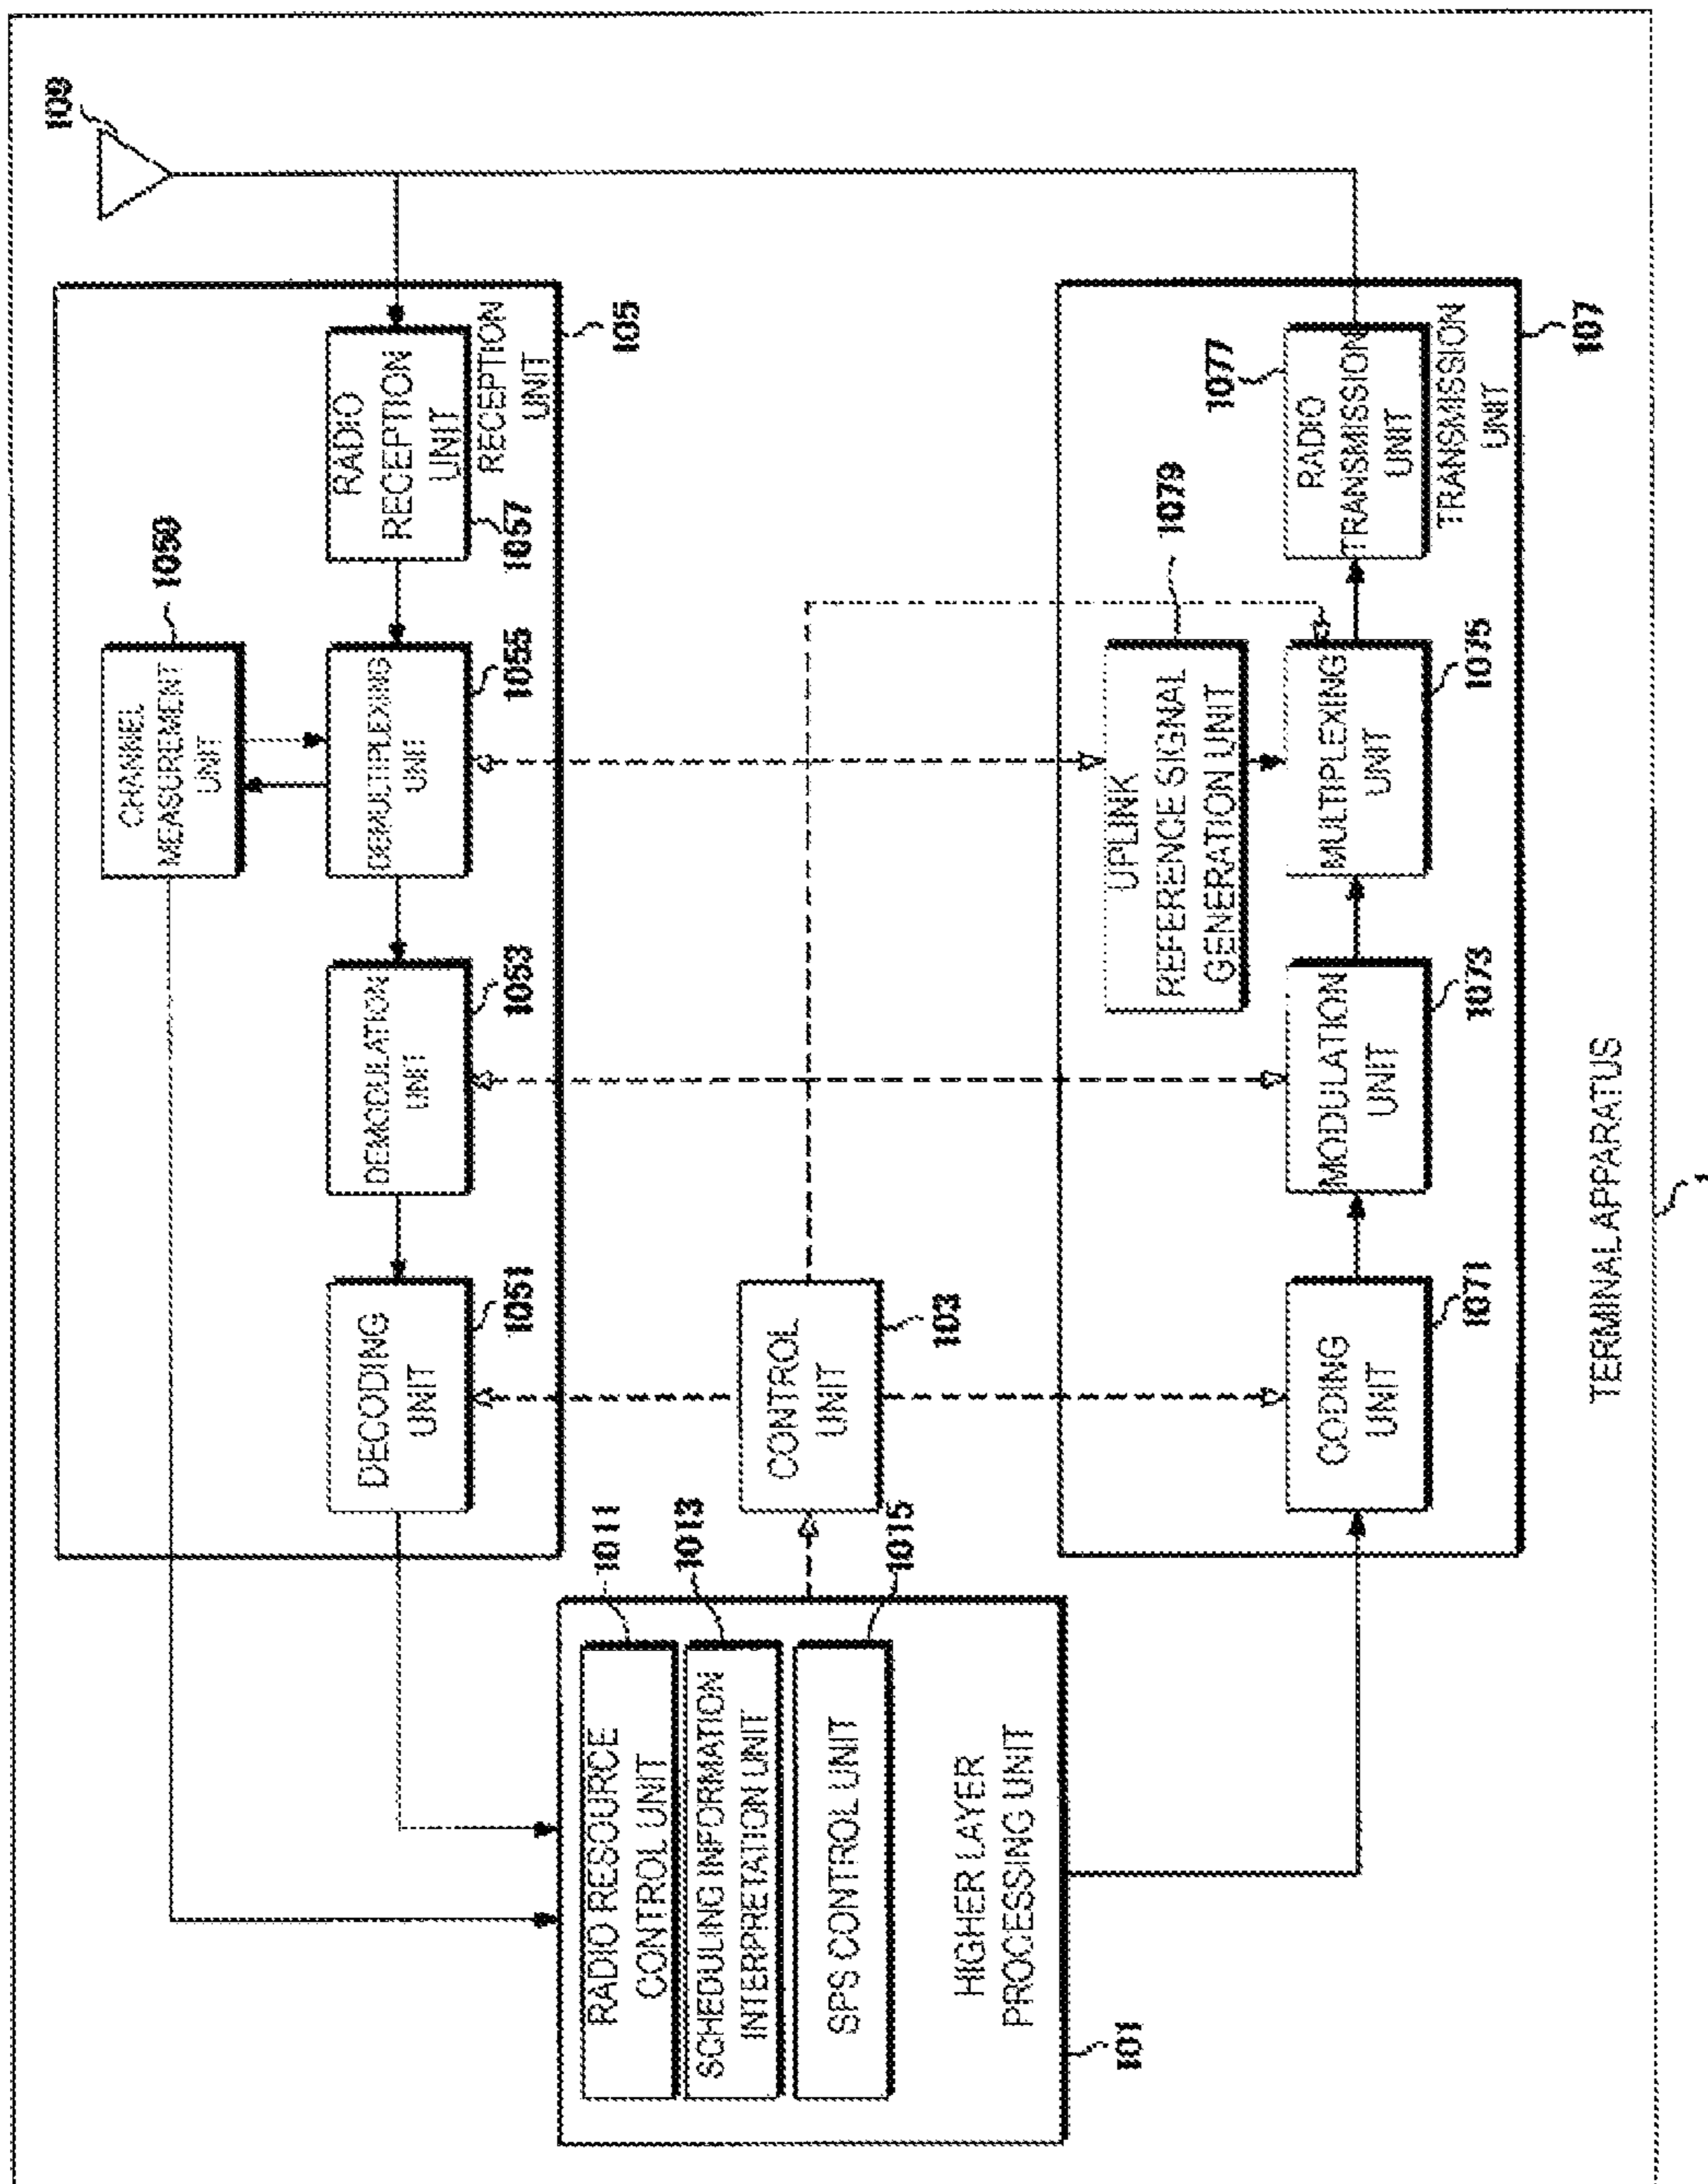 109
1059
CHANNEL
MEASUREMENT
UNIT
DECODING
UNIT
1051
DEMODULATION
UNIT
1053
DEMULTIPLEXING
UNIT
1055
RADIO
RECEPTION
UNIT
1057
RECEPTION
UNIT
105
RADIO RESOURCE
CONTROL UNIT
1011
SCHEDULING INFORMATION
INTERPRETATION UNIT
1013
SPS CONTROL UNIT
1015
HIGHER LAYER
PROCESSING UNIT
101
CONTROL
UNIT
103
UPLINK
REFERENCE SIGNAL
GENERATION UNIT
1079
CODING
UNIT
1071
MODULATION
UNIT
1073
MULTIPLEXING
UNIT
1075
RADIO
TRANSMISSION
UNIT
1077
TRANSMISSION
UNIT
107
TERMINAL APPARATUS
1